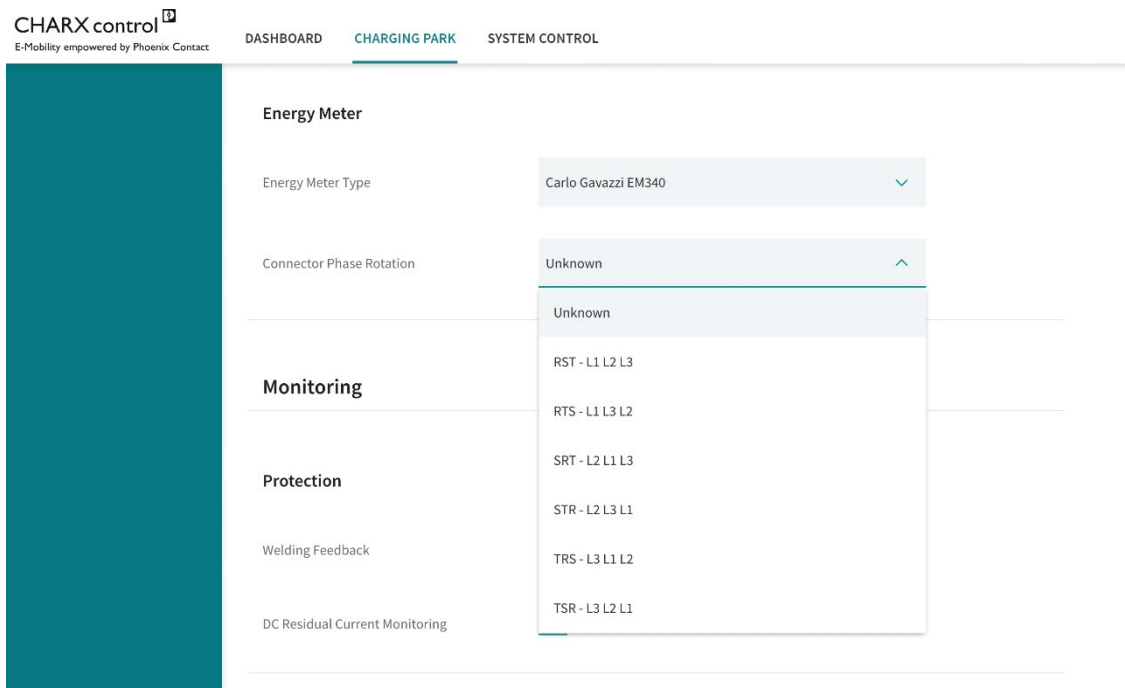 CHARX control
E-Mobility empowered by Phoenix Contact
DASHBOARD CHARGING PARK SYSTEM CONTROL
Energy Meter
Energy Meter Type Carlo Gavazzi EM340
Connector Phase Rotation Unknown
Unknown
RST - L1 L2 L3
Monitoring
RTS - L1 L3 L2
SRT - L2 L1 L3
Protection
STR - L2 L3 L1
Welding Feedback
TRS - L3 L1 L2
TSR - L3 L2 L1
DC Residual Current Monitoring